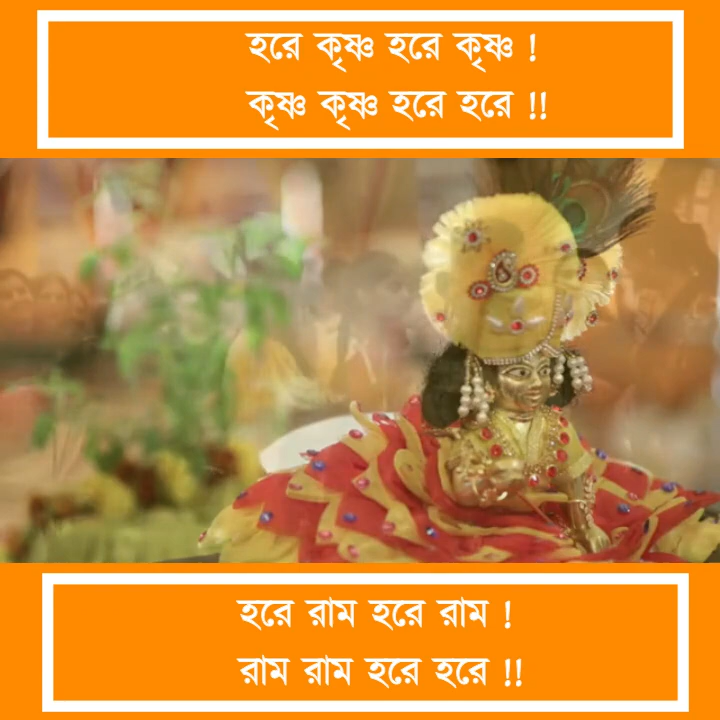 হরে কৃষ্ণ হরে কৃষ্ণ !
কৃষ্ণ কৃষ্ণ হরে হরে !!
হরে রাম হরে রাম !
রাম রাম হরে হরে !!